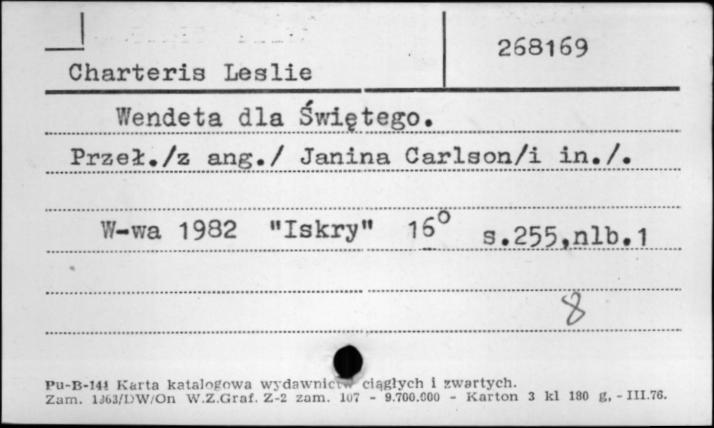 268169
Charteris Leslie
Wendeta dla Świętego.
Przeł./z ang./ Janina Carlson/i in./.
W-wa 1982 "Iskry" 16° s.255,nlb.1
8
Pu-B-141 Karta katalogowa wydawnictw ciągłych i zwartych.
Zam. 1363/DW/On W.Z.Graf. Z-2 zam. 107 - 9.700.000 - Karton 3 kl 180 g, - III.76.